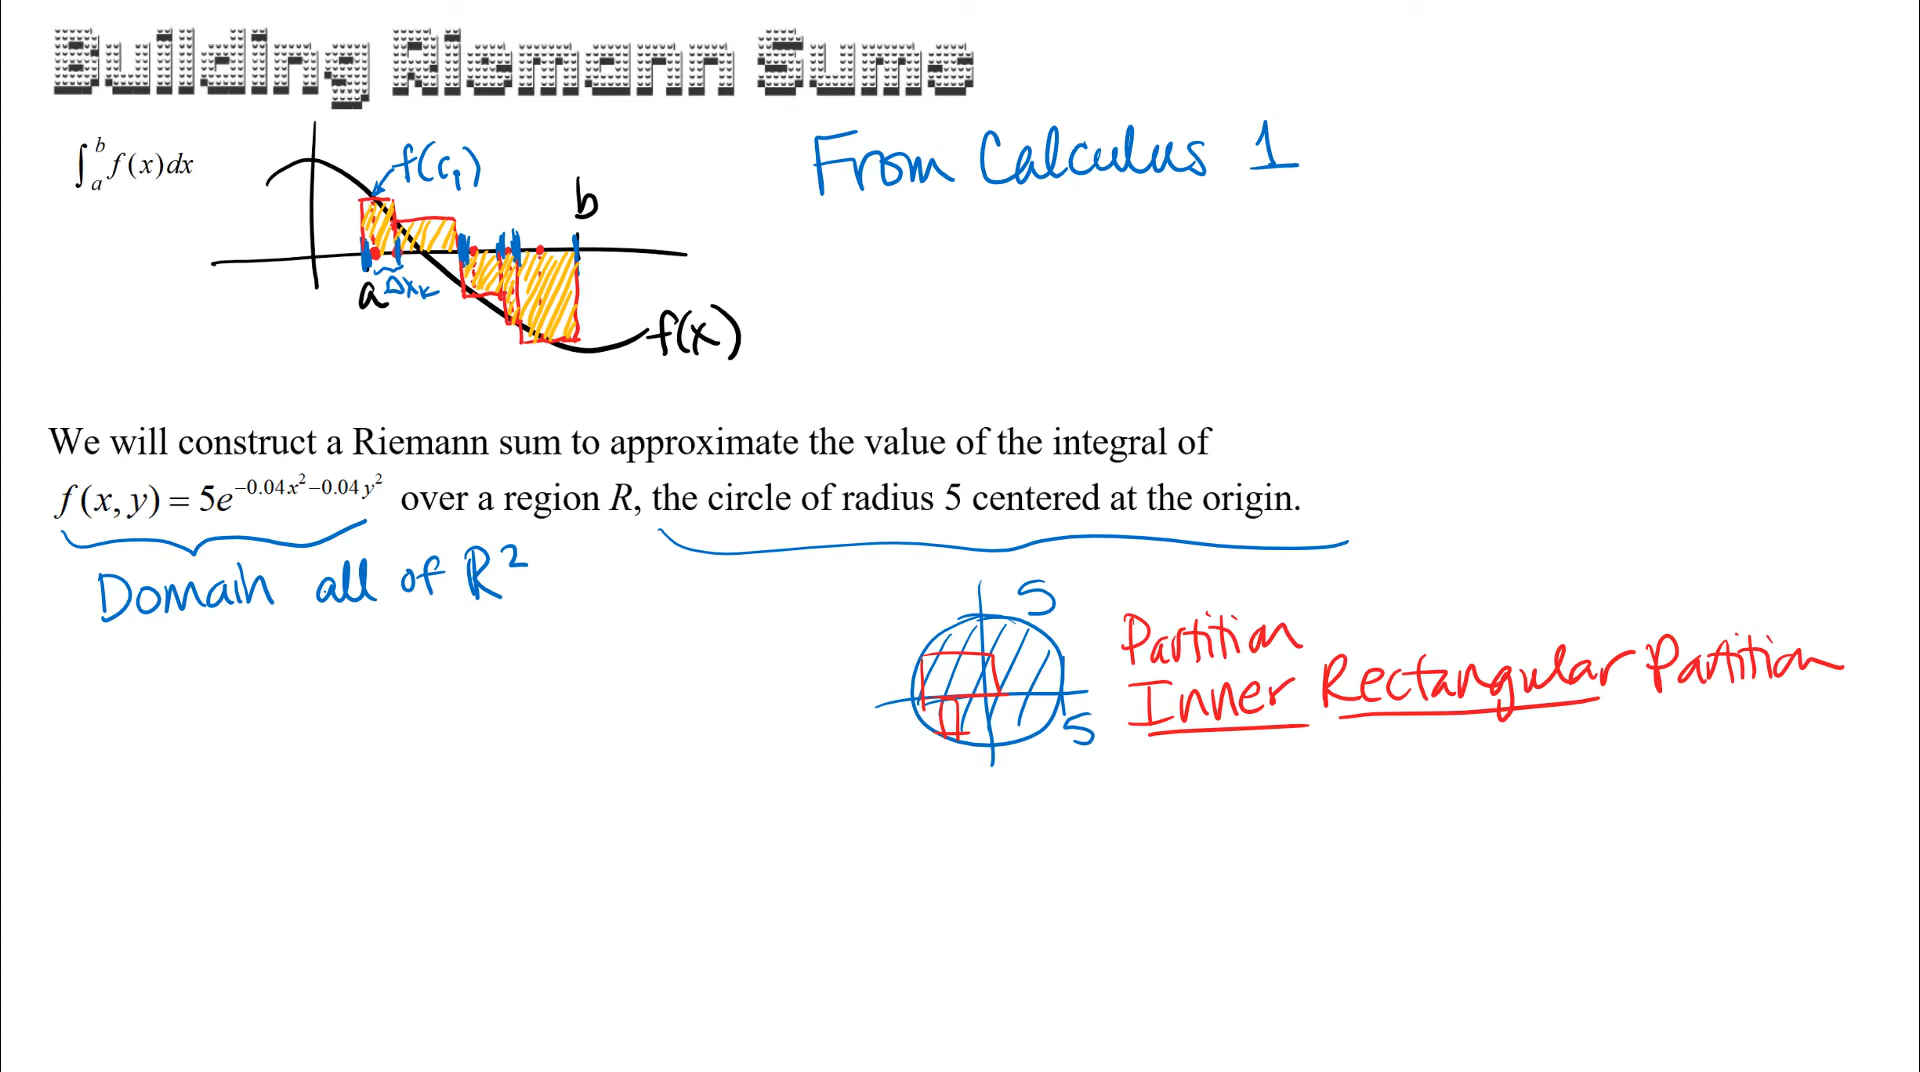 Building Riemann Sums
∫_a^b f(x)dx
From Calculus 1
f(c₁)
b
a
Δxₖ
f(x)
We will construct a Riemann sum to approximate the value of the integral of
f(x, y) = 5e^{−0.04x²−0.04y²} over a region R, the circle of radius 5 centered at the origin.
Domain all of ℝ²
5
5
Partition
Inner Rectangular Partition